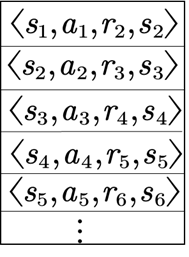 ⟨s₁, a₁, r₂, s₂⟩
⟨s₂, a₂, r₃, s₃⟩
⟨s₃, a₃, r₄, s₄⟩
⟨s₄, a₄, r₅, s₅⟩
⟨s₅, a₅, r₆, s₆⟩
⋮